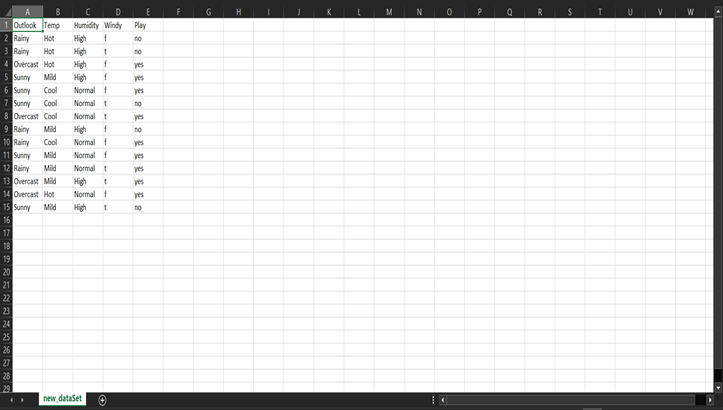 A B C D E F G H I J K L M N O P Q R S T U V W
1 Outlook Temp Humidity Windy Play
2 Rainy Hot High f no
3 Rainy Hot High t no
4 Overcast Hot High f yes
5 Sunny Mild High f yes
6 Sunny Cool Normal f yes
7 Sunny Cool Normal t no
8 Overcast Cool Normal t yes
9 Rainy Mild High f no
10 Rainy Cool Normal f yes
11 Sunny Mild Normal f yes
12 Rainy Mild Normal t yes
13 Overcast Mild High t yes
14 Overcast Hot Normal f yes
15 Sunny Mild High t no
16
17
18
19
20
21
22
23
24
25
26
27
28
29
new_dataSet